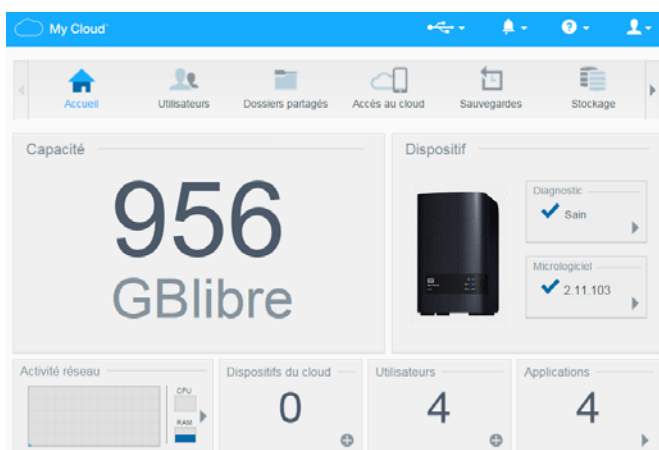 My Cloud
Accueil
Utilisateurs
Dossiers partagés
Accès au cloud
Sauvegardes
Stockage
Capacité
956
GBlibre
Dispositif
Diagnostic
Sain
Micrologiciel
2.11.103
Activité réseau
CPU
RAM
Dispositifs du cloud
0
Utilisateurs
4
Applications
4